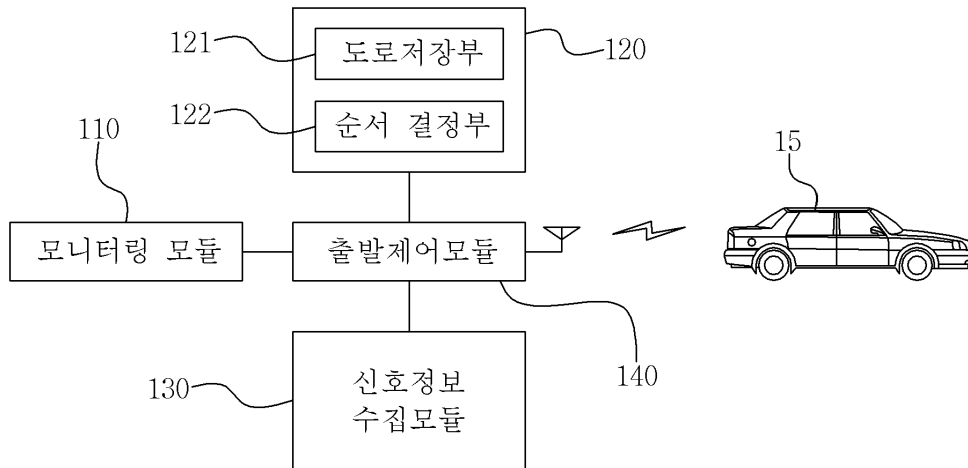 121
도로저장부
120
122
순서 결정부
110
15
모니터링 모듈
출발제어모듈
140
130
신호정보
수집모듈